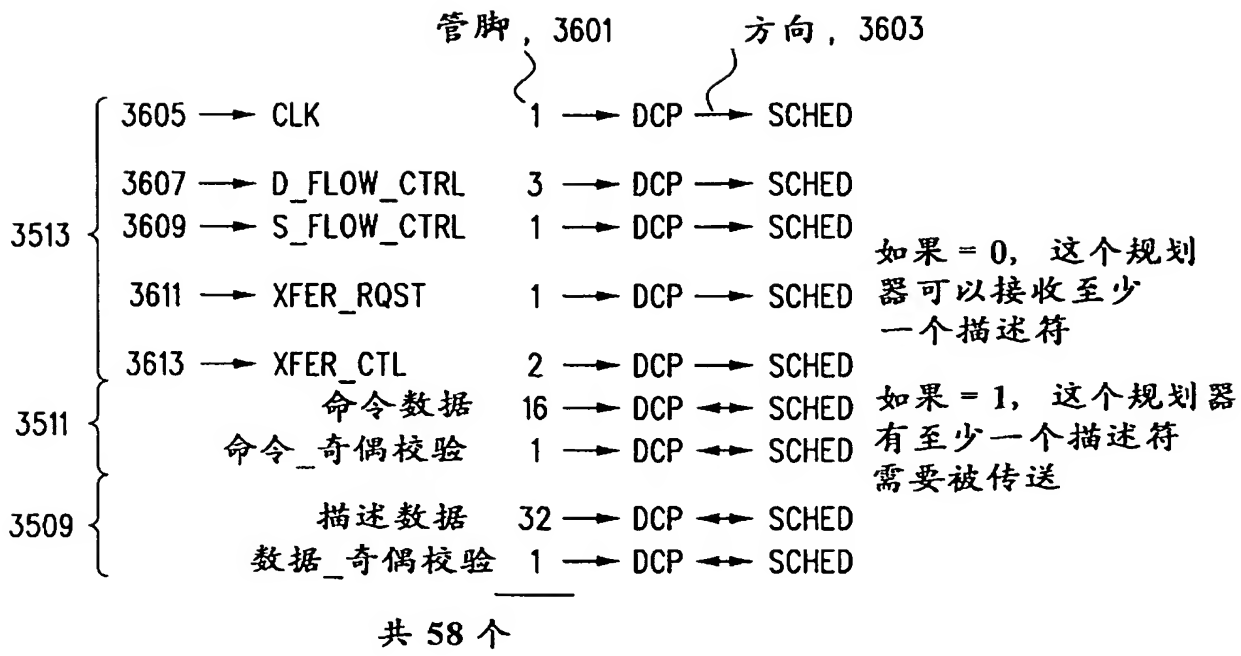 管脚, 3601 方向, 3603
3605 → CLK 1 → DCP → SCHED
3607 → D_FLOW_CTRL 3 → DCP → SCHED
3513
3609 → S_FLOW_CTRL 1 → DCP → SCHED
如果 = 0, 这个规划
3611 → XFER_RQST 1 → DCP → SCHED
器可以接收至少
一个描述符
3613 → XFER_CTL 2 → DCP → SCHED
3511
命令数据 16 → DCP ↔ SCHED
如果 = 1, 这个规划器
有至少一个描述符
命令_奇偶校验 1 → DCP ↔ SCHED
需要被传送
3509
描述数据 32 → DCP ↔ SCHED
数据_奇偶校验 1 → DCP ↔ SCHED
共 58 个